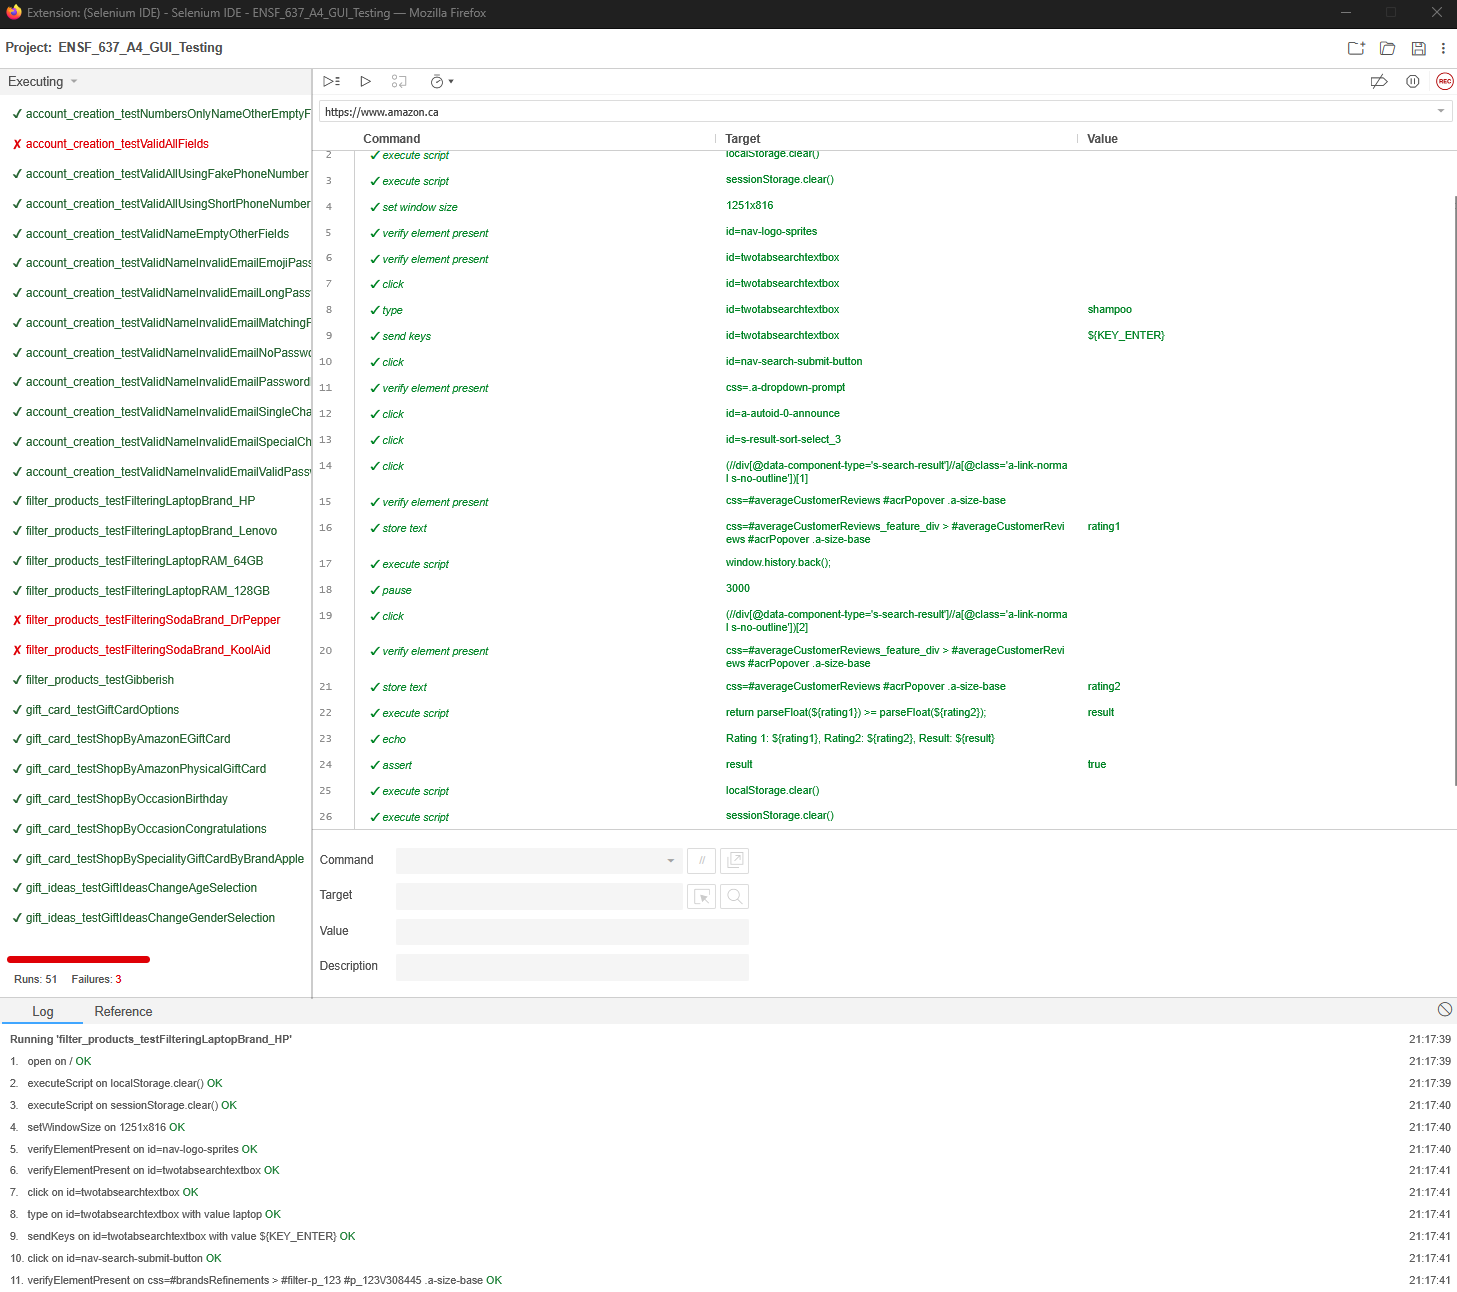 Extension: (Selenium IDE) - Selenium IDE - ENSF_637_A4_GUI_Testing — Mozilla Firefox
Project: ENSF_637_A4_GUI_Testing
Executing
account_creation_testNumbersOnlyNameOtherEmptyF
account_creation_testValidAllFields
account_creation_testValidAllUsingFakePhoneNumber
account_creation_testValidAllUsingShortPhoneNumber
account_creation_testValidNameEmptyOtherFields
account_creation_testValidNameInvalidEmailEmojiPass
account_creation_testValidNameInvalidEmailLongPass
account_creation_testValidNameInvalidEmailMatchingF
account_creation_testValidNameInvalidEmailNoPasswo
account_creation_testValidNameInvalidEmailPassword
account_creation_testValidNameInvalidEmailSingleCha
account_creation_testValidNameInvalidEmailSpecialCh
account_creation_testValidNameInvalidEmailValidPass
filter_products_testFilteringLaptopBrand_HP
filter_products_testFilteringLaptopBrand_Lenovo
filter_products_testFilteringLaptopRAM_64GB
filter_products_testFilteringLaptopRAM_128GB
filter_products_testFilteringSodaBrand_DrPepper
filter_products_testFilteringSodaBrand_KoolAid
filter_products_testGibberish
gift_card_testGiftCardOptions
gift_card_testShopByAmazonEGiftCard
gift_card_testShopByAmazonPhysicalGiftCard
gift_card_testShopByOccasionBirthday
gift_card_testShopByOccasionCongratulations
gift_card_testShopBySpecialityGiftCardByBrandApple
gift_ideas_testGiftIdeasChangeAgeSelection
gift_ideas_testGiftIdeasChangeGenderSelection
Runs: 51 Failures: 3
REC
https://www.amazon.ca
Command Target Value
2 execute script localStorage.clear()
3 execute script sessionStorage.clear()
4 set window size 1251x816
5 verify element present id=nav-logo-sprites
6 verify element present id=twotabsearchtextbox
7 click id=twotabsearchtextbox
8 type id=twotabsearchtextbox shampoo
9 send keys id=twotabsearchtextbox ${KEY_ENTER}
10 click id=nav-search-submit-button
11 verify element present css=.a-dropdown-prompt
12 click id=a-autoid-0-announce
13 click id=s-result-sort-select_3
14 click (//div[@data-component-type='s-search-result']//a[@class='a-link-norma
l s-no-outline'])[1]
15 verify element present css=#averageCustomerReviews #acrPopover .a-size-base
16 store text css=#averageCustomerReviews_feature_div > #averageCustomerRevi rating1
ews #acrPopover .a-size-base
17 execute script window.history.back();
18 pause 3000
19 click (//div[@data-component-type='s-search-result']//a[@class='a-link-norma
l s-no-outline'])[2]
20 verify element present css=#averageCustomerReviews_feature_div > #averageCustomerRevi
ews #acrPopover .a-size-base
21 store text css=#averageCustomerReviews #acrPopover .a-size-base rating2
22 execute script return parseFloat(${rating1}) >= parseFloat(${rating2}); result
23 echo Rating 1: ${rating1}, Rating2: ${rating2}, Result: ${result}
24 assert result true
25 execute script localStorage.clear()
26 execute script sessionStorage.clear()
Command //
Target
Value
Description
Log Reference
Running 'filter_products_testFilteringLaptopBrand_HP' 21:17:39
1. open on / OK 21:17:39
2. executeScript on localStorage.clear() OK 21:17:39
3. executeScript on sessionStorage.clear() OK 21:17:40
4. setWindowSize on 1251x816 OK 21:17:40
5. verifyElementPresent on id=nav-logo-sprites OK 21:17:40
6. verifyElementPresent on id=twotabsearchtextbox OK 21:17:41
7. click on id=twotabsearchtextbox OK 21:17:41
8. type on id=twotabsearchtextbox with value laptop OK 21:17:41
9. sendKeys on id=twotabsearchtextbox with value ${KEY_ENTER} OK 21:17:41
10. click on id=nav-search-submit-button OK 21:17:41
11. verifyElementPresent on css=#brandsRefinements > #filter-p_123 #p_123\/308445 .a-size-base OK 21:17:41